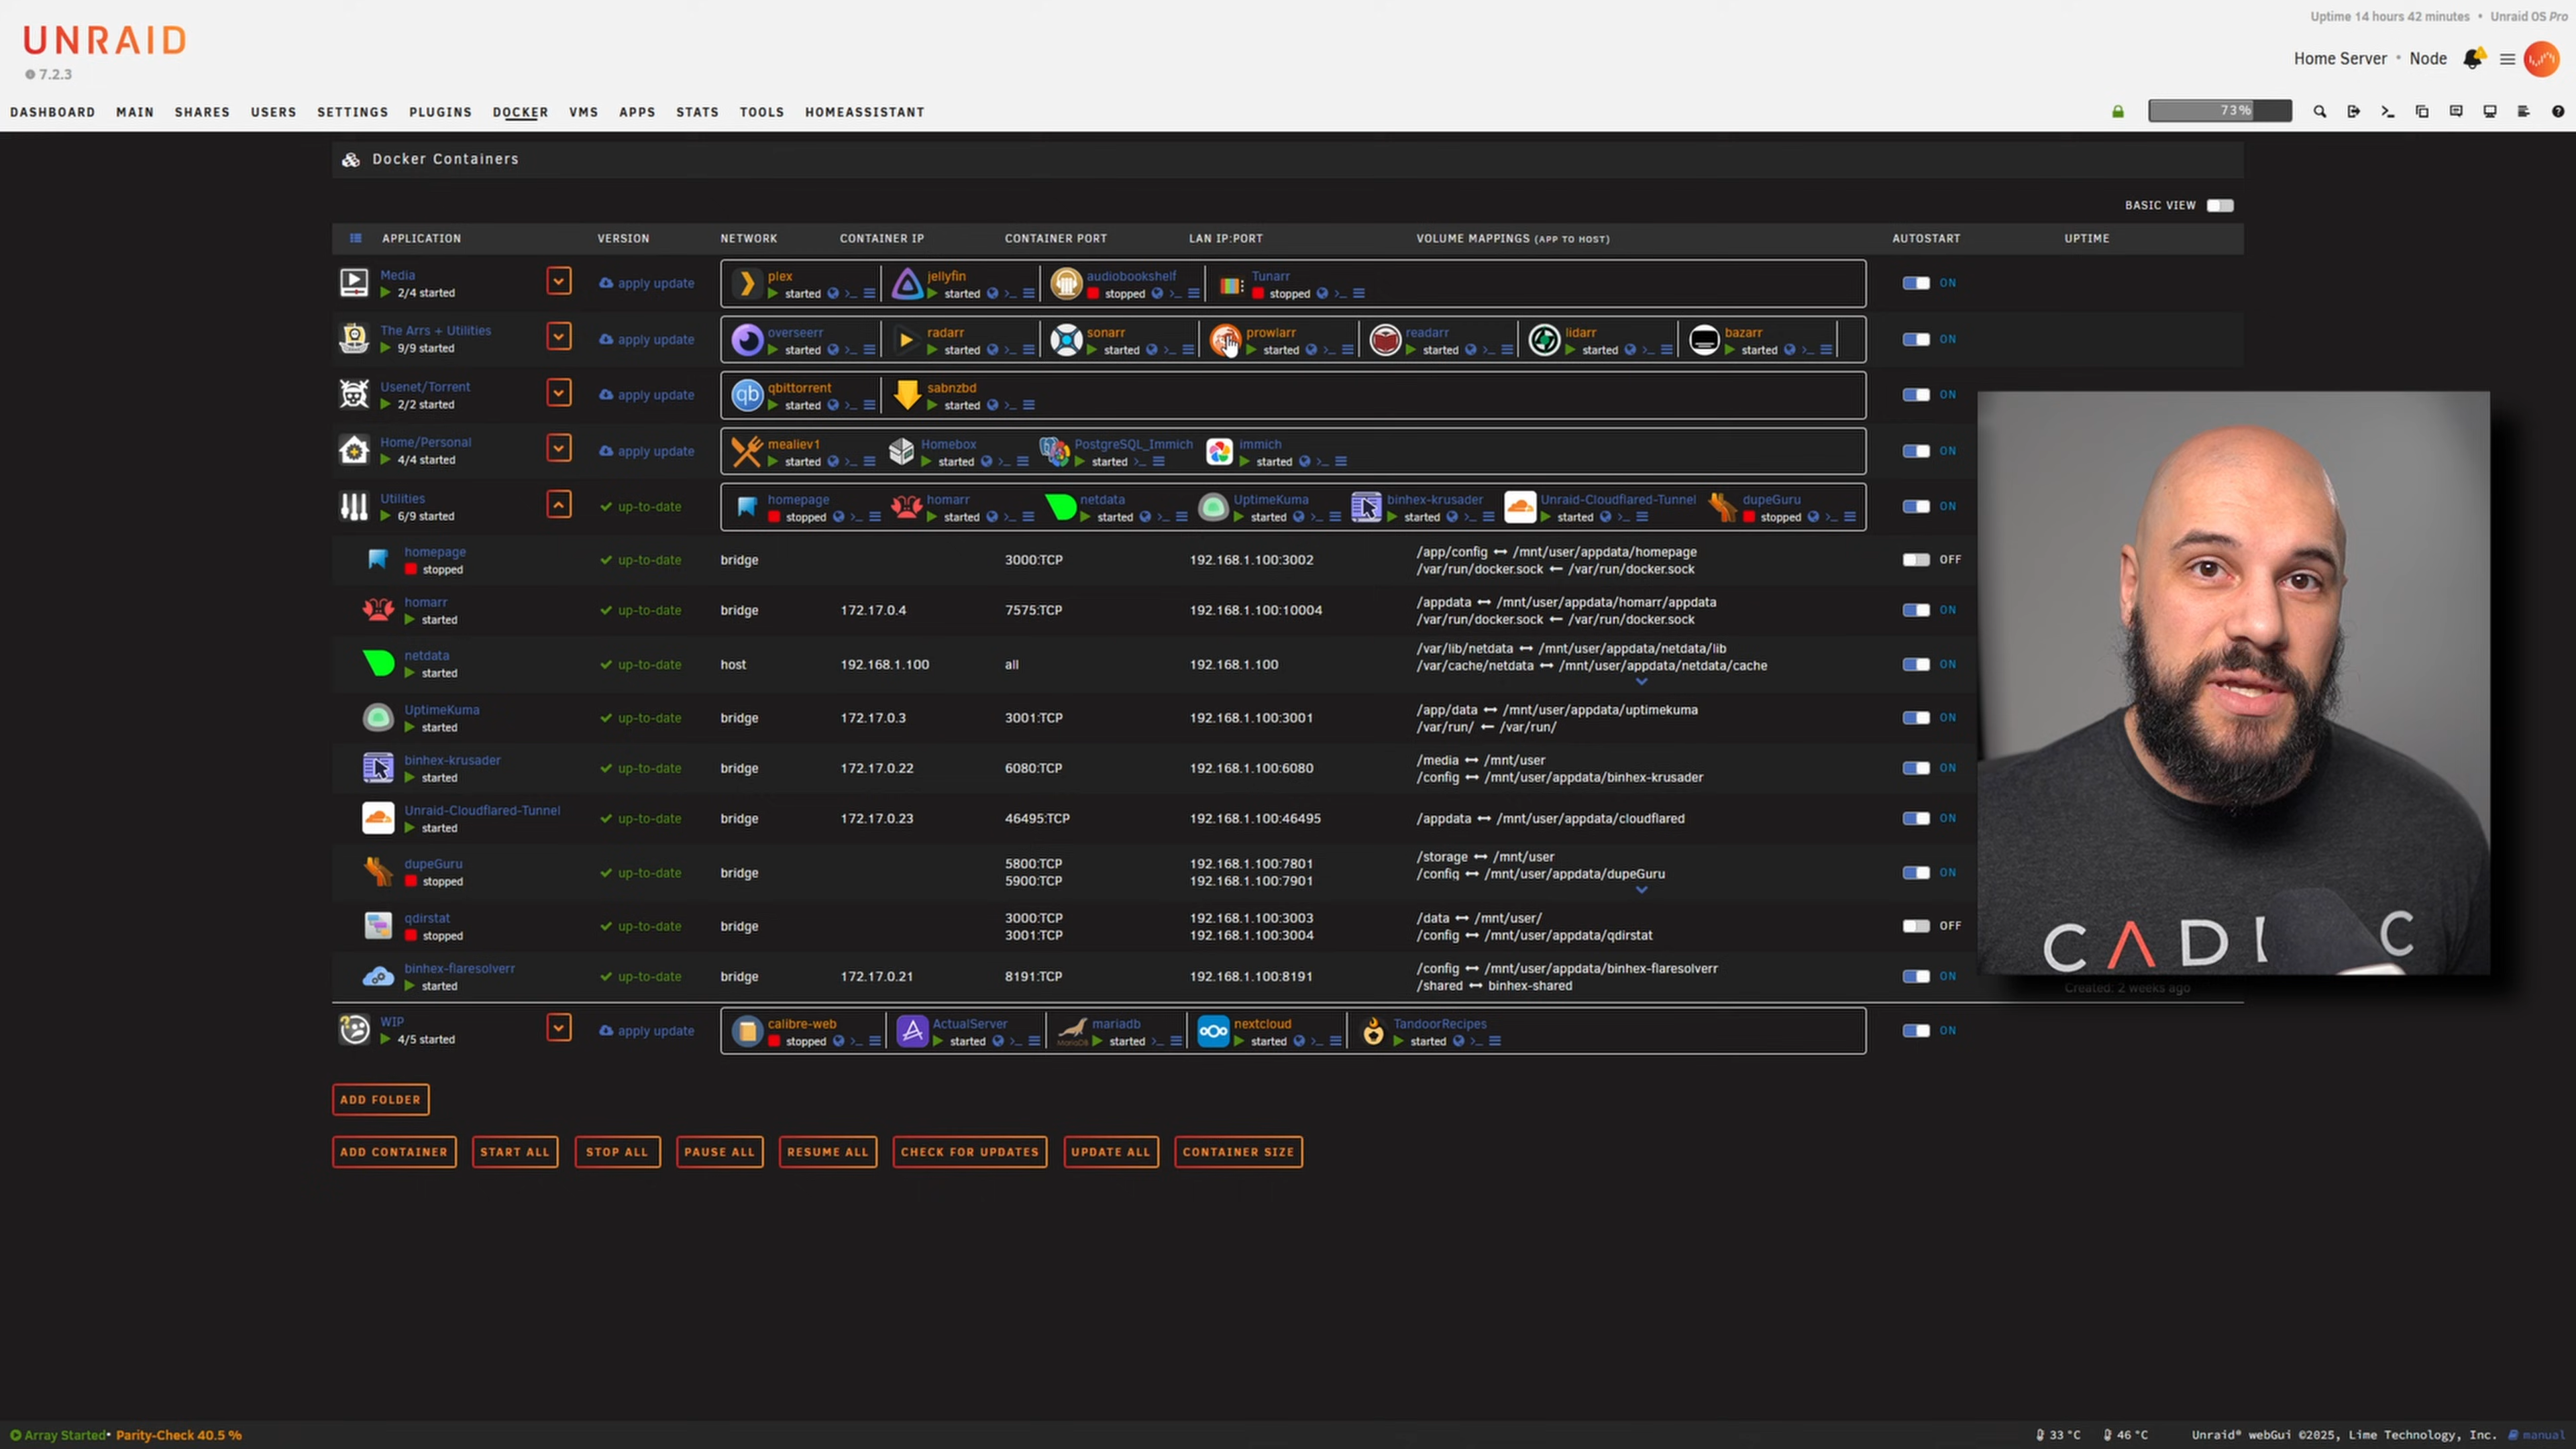 Uptime 14 hours 42 minutes • Unraid OS Pro
UNRAID
7.2.3
Home Server • Node
DASHBOARD MAIN SHARES USERS SETTINGS PLUGINS DOCKER VMS APPS STATS TOOLS HOMEASSISTANT
73%
Docker Containers
BASIC VIEW
APPLICATION VERSION NETWORK CONTAINER IP CONTAINER PORT LAN IP:PORT VOLUME MAPPINGS (APP TO HOST) AUTOSTART UPTIME
Media
2/4 started
apply update
plex
started
jellyfin
started
audiobookshelf
stopped
Tunarr
stopped
ON
The Arrs + Utilities
9/9 started
apply update
overseerr
started
radarr
started
sonarr
started
prowlarr
started
readarr
started
lidarr
started
bazarr
started
ON
Usenet/Torrent
2/2 started
apply update
qbittorrent
started
sabnzbd
started
ON
Home/Personal
4/4 started
apply update
mealiev1
started
Homebox
started
PostgreSQL_Immich
started
immich
started
ON
Utilities
6/9 started
up-to-date
homepage
stopped
homarr
started
netdata
started
UptimeKuma
started
binhex-krusader
started
Unraid-Cloudflared-Tunnel
started
dupeGuru
stopped
ON
homepage
stopped
up-to-date
bridge
3000:TCP
192.168.1.100:3002
/app/config ↔ /mnt/user/appdata/homepage
/var/run/docker.sock ← /var/run/docker.sock
OFF
homarr
started
up-to-date
bridge
172.17.0.4
7575:TCP
192.168.1.100:10004
/appdata ↔ /mnt/user/appdata/homarr/appdata
/var/run/docker.sock ← /var/run/docker.sock
ON
netdata
started
up-to-date
host
192.168.1.100
all
192.168.1.100
/var/lib/netdata ↔ /mnt/user/appdata/netdata/lib
/var/cache/netdata ↔ /mnt/user/appdata/netdata/cache
ON
UptimeKuma
started
up-to-date
bridge
172.17.0.3
3001:TCP
192.168.1.100:3001
/app/data ↔ /mnt/user/appdata/uptimekuma
/var/run/ ← /var/run/
ON
binhex-krusader
started
up-to-date
bridge
172.17.0.22
6080:TCP
192.168.1.100:6080
/media ↔ /mnt/user
/config ↔ /mnt/user/appdata/binhex-krusader
ON
Unraid-Cloudflared-Tunnel
started
up-to-date
bridge
172.17.0.23
46495:TCP
192.168.1.100:46495
/appdata ↔ /mnt/user/appdata/cloudflared
ON
dupeGuru
stopped
up-to-date
bridge
5800:TCP
5900:TCP
192.168.1.100:7801
192.168.1.100:7901
/storage ↔ /mnt/user
/config ↔ /mnt/user/appdata/dupeGuru
ON
qdirstat
stopped
up-to-date
bridge
3000:TCP
3001:TCP
192.168.1.100:3003
192.168.1.100:3004
/data ↔ /mnt/user/
/config ↔ /mnt/user/appdata/qdirstat
OFF
binhex-flaresolverr
started
up-to-date
bridge
172.17.0.21
8191:TCP
192.168.1.100:8191
/config ↔ /mnt/user/appdata/binhex-flaresolverr
/shared ↔ binhex-shared
ON
Created: 2 weeks ago
WIP
4/5 started
apply update
calibre-web
stopped
ActualServer
started
mariadb
started
nextcloud
started
TandoorRecipes
started
ON
ADD FOLDER
ADD CONTAINER START ALL STOP ALL PAUSE ALL RESUME ALL CHECK FOR UPDATES UPDATE ALL CONTAINER SIZE
Array Started • Parity-Check 40.5 %
33 °C 46 °C Unraid® webGui ©2025, Lime Technology, Inc. manual